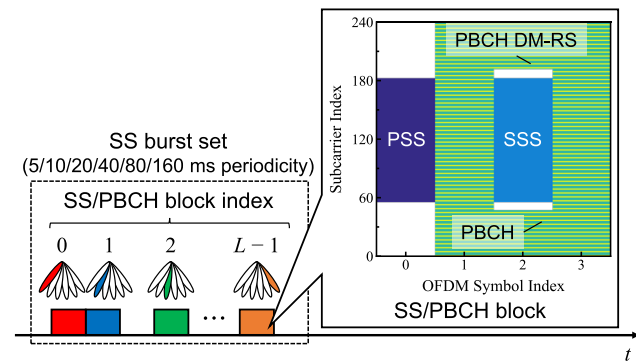 SS burst set
(5/10/20/40/80/160 ms periodicity)
SS/PBCH block index
0 1 2 L − 1
...
t
Subcarrier Index
240
180
120
60
0
PBCH DM-RS
PSS
SSS
PBCH
0 1 2 3
OFDM Symbol Index
SS/PBCH block